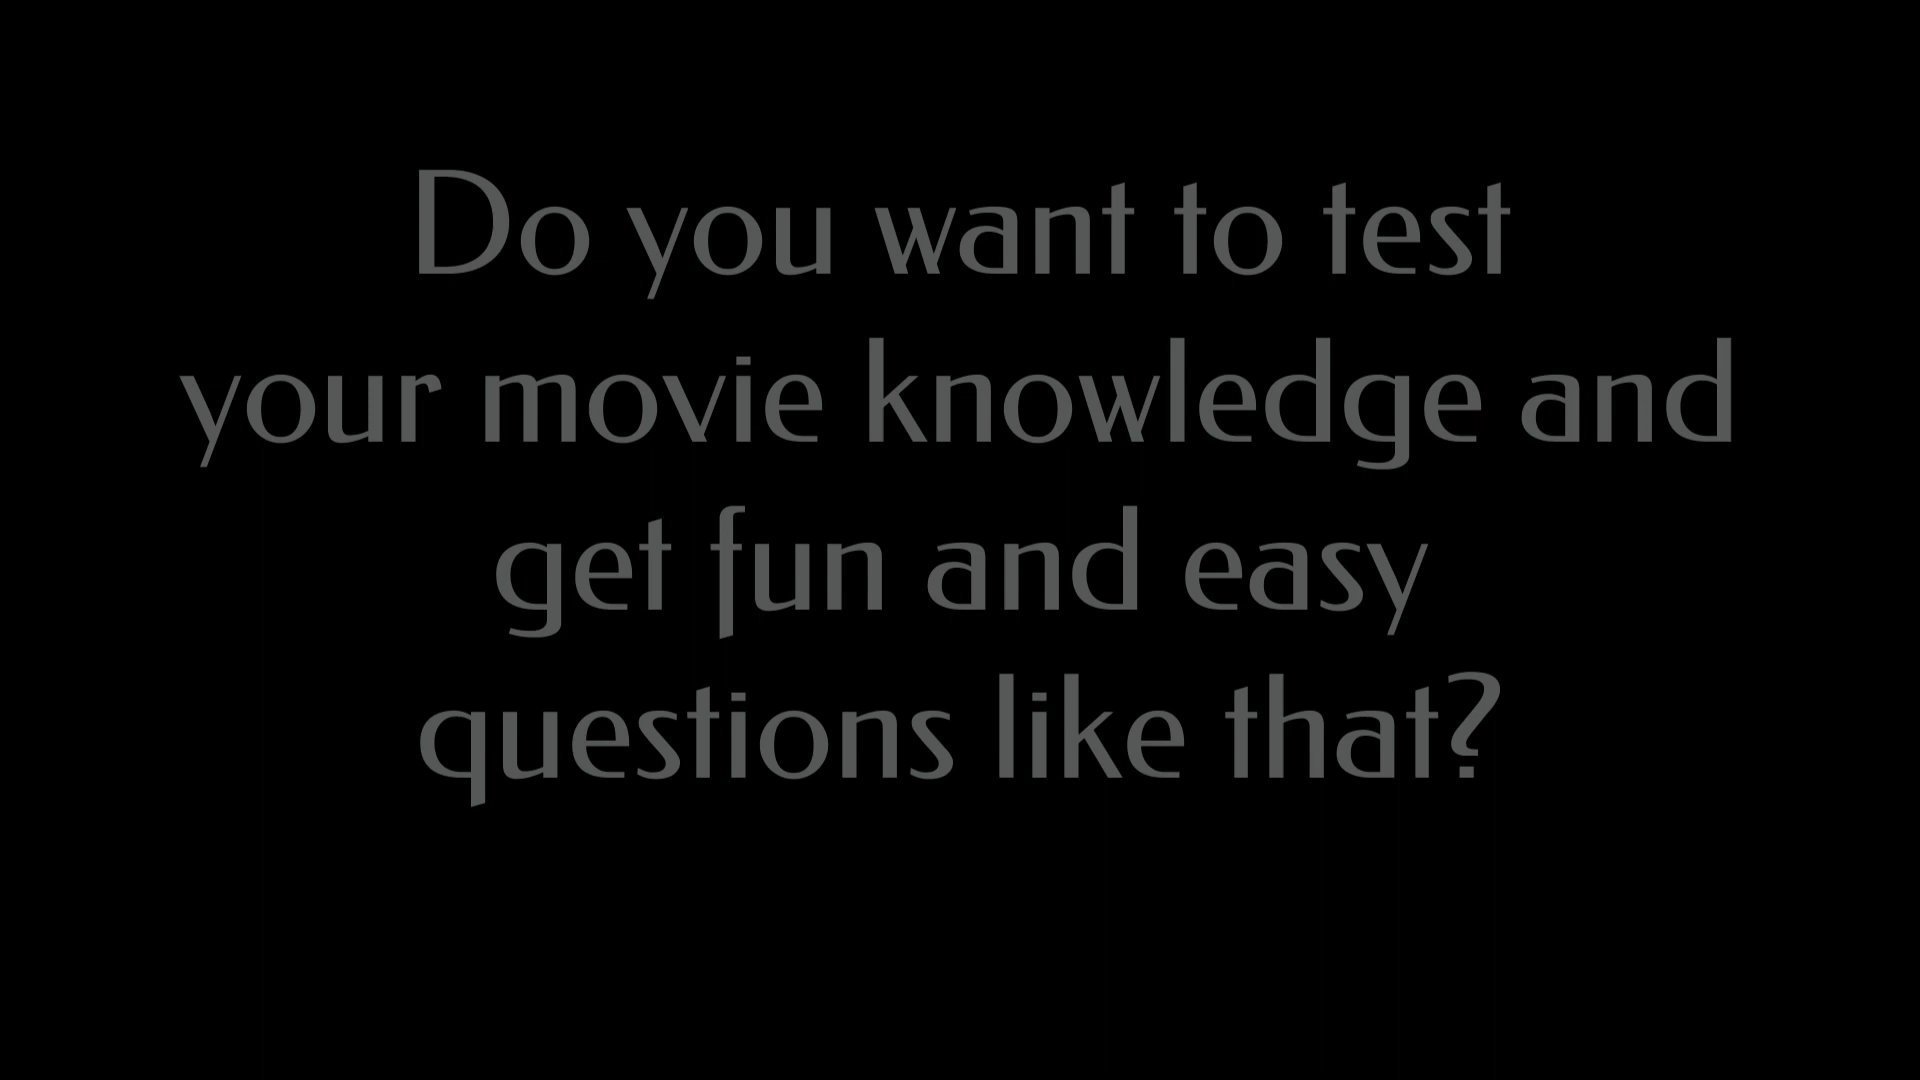 Do you want to test
your movie knowledge and
get fun and easy
questions like that?